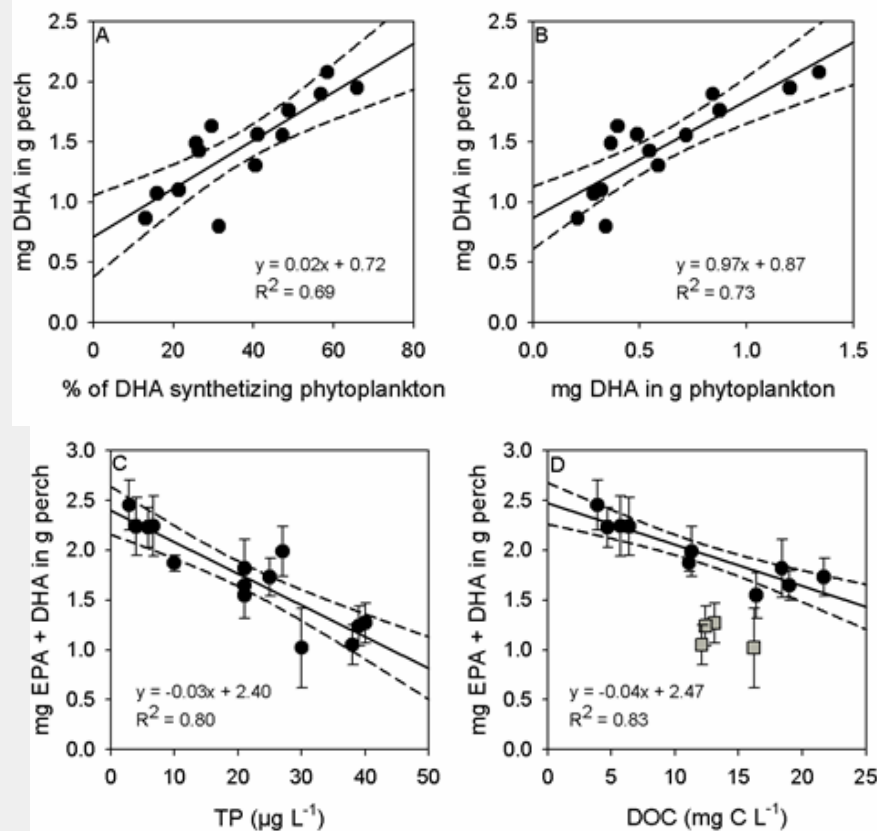 A
2.5
2.0
1.5
1.0
0.5
0.0
mg DHA in g perch
y = 0.02x + 0.72
R² = 0.69
0 20 40 60 80
% of DHA synthetizing phytoplankton
B
2.5
2.0
1.5
1.0
0.5
0.0
mg DHA in g perch
y = 0.97x + 0.87
R² = 0.73
0.0 0.5 1.0 1.5
mg DHA in g phytoplankton
C
3.0
2.5
2.0
1.5
1.0
0.5
0.0
mg EPA + DHA in g perch
y = -0.03x + 2.40
R² = 0.80
0 10 20 30 40 50
TP (µg L⁻¹)
D
3.0
2.5
2.0
1.5
1.0
0.5
0.0
mg EPA + DHA in g perch
y = -0.04x + 2.47
R² = 0.83
0 5 10 15 20 25
DOC (mg C L⁻¹)